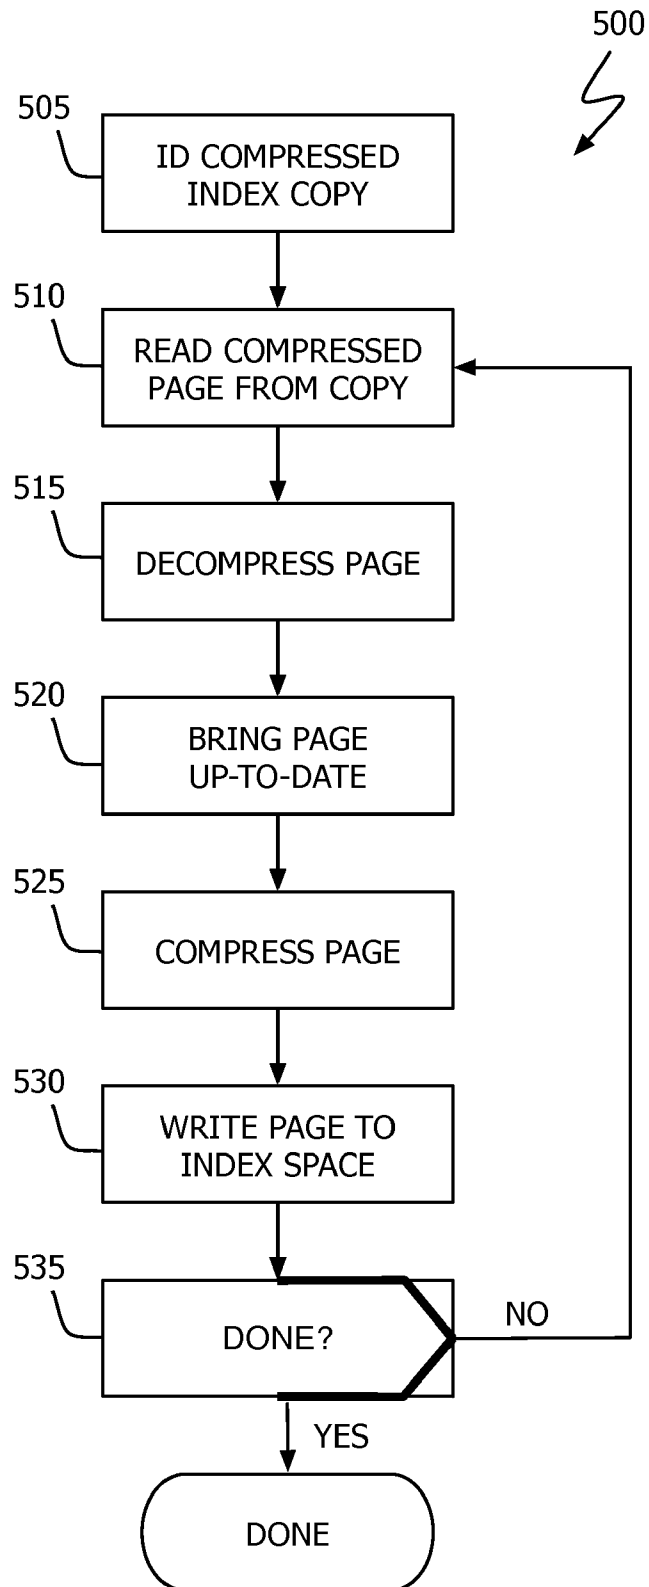 500
505
ID COMPRESSED
INDEX COPY
510
READ COMPRESSED
PAGE FROM COPY
515
DECOMPRESS PAGE
520
BRING PAGE
UP-TO-DATE
525
COMPRESS PAGE
530
WRITE PAGE TO
INDEX SPACE
535
DONE?
NO
YES
DONE